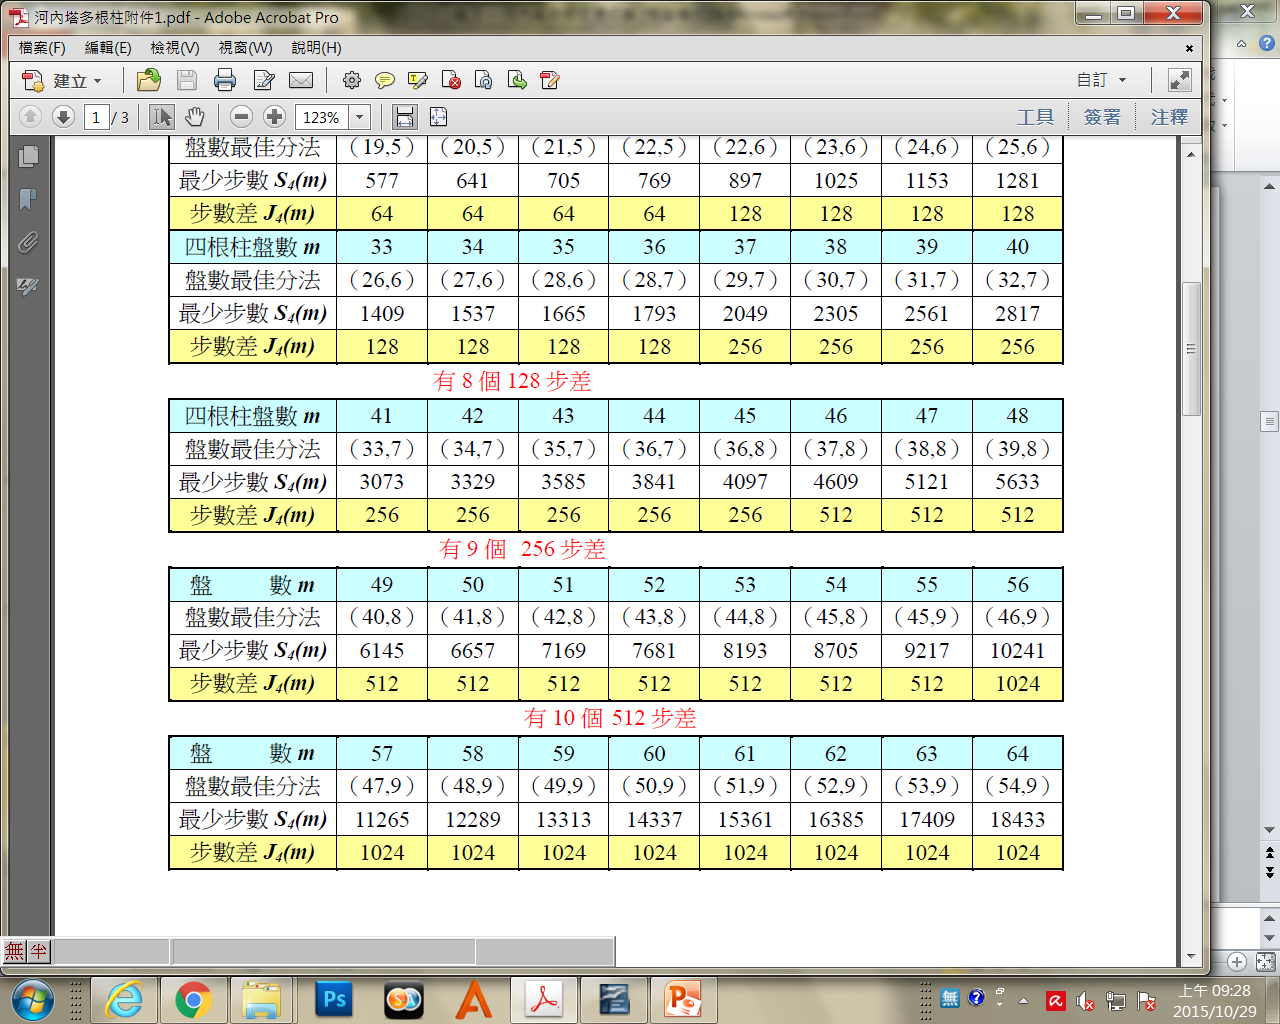 河內塔多根柱附件1.pdf - Adobe Acrobat Pro
檔案(F) 編輯(E) 檢視(V) 視窗(W) 說明(H)
建立 自訂
1 / 3 123% 工具 簽署 注釋
盤數最佳分法 (19,5) (20,5) (21,5) (22,5) (22,6) (23,6) (24,6) (25,6)
最少步數 S4(m) 577 641 705 769 897 1025 1153 1281
步數差 J4(m) 64 64 64 64 128 128 128 128
四根柱盤數 m 33 34 35 36 37 38 39 40
盤數最佳分法 (26,6) (27,6) (28,6) (28,7) (29,7) (30,7) (31,7) (32,7)
最少步數 S4(m) 1409 1537 1665 1793 2049 2305 2561 2817
步數差 J4(m) 128 128 128 128 256 256 256 256
有 8 個 128 步差
四根柱盤數 m 41 42 43 44 45 46 47 48
盤數最佳分法 (33,7) (34,7) (35,7) (36,7) (36,8) (37,8) (38,8) (39,8)
最少步數 S4(m) 3073 3329 3585 3841 4097 4609 5121 5633
步數差 J4(m) 256 256 256 256 256 512 512 512
有 9 個 256 步差
盤 數 m 49 50 51 52 53 54 55 56
盤數最佳分法 (40,8) (41,8) (42,8) (43,8) (44,8) (45,8) (45,9) (46,9)
最少步數 S4(m) 6145 6657 7169 7681 8193 8705 9217 10241
步數差 J4(m) 512 512 512 512 512 512 512 1024
有 10 個 512 步差
盤 數 m 57 58 59 60 61 62 63 64
盤數最佳分法 (47,9) (48,9) (49,9) (50,9) (51,9) (52,9) (53,9) (54,9)
最少步數 S4(m) 11265 12289 13313 14337 15361 16385 17409 18433
步數差 J4(m) 1024 1024 1024 1024 1024 1024 1024 1024
無 半
Ps 無 上午 09:28
2015/10/29